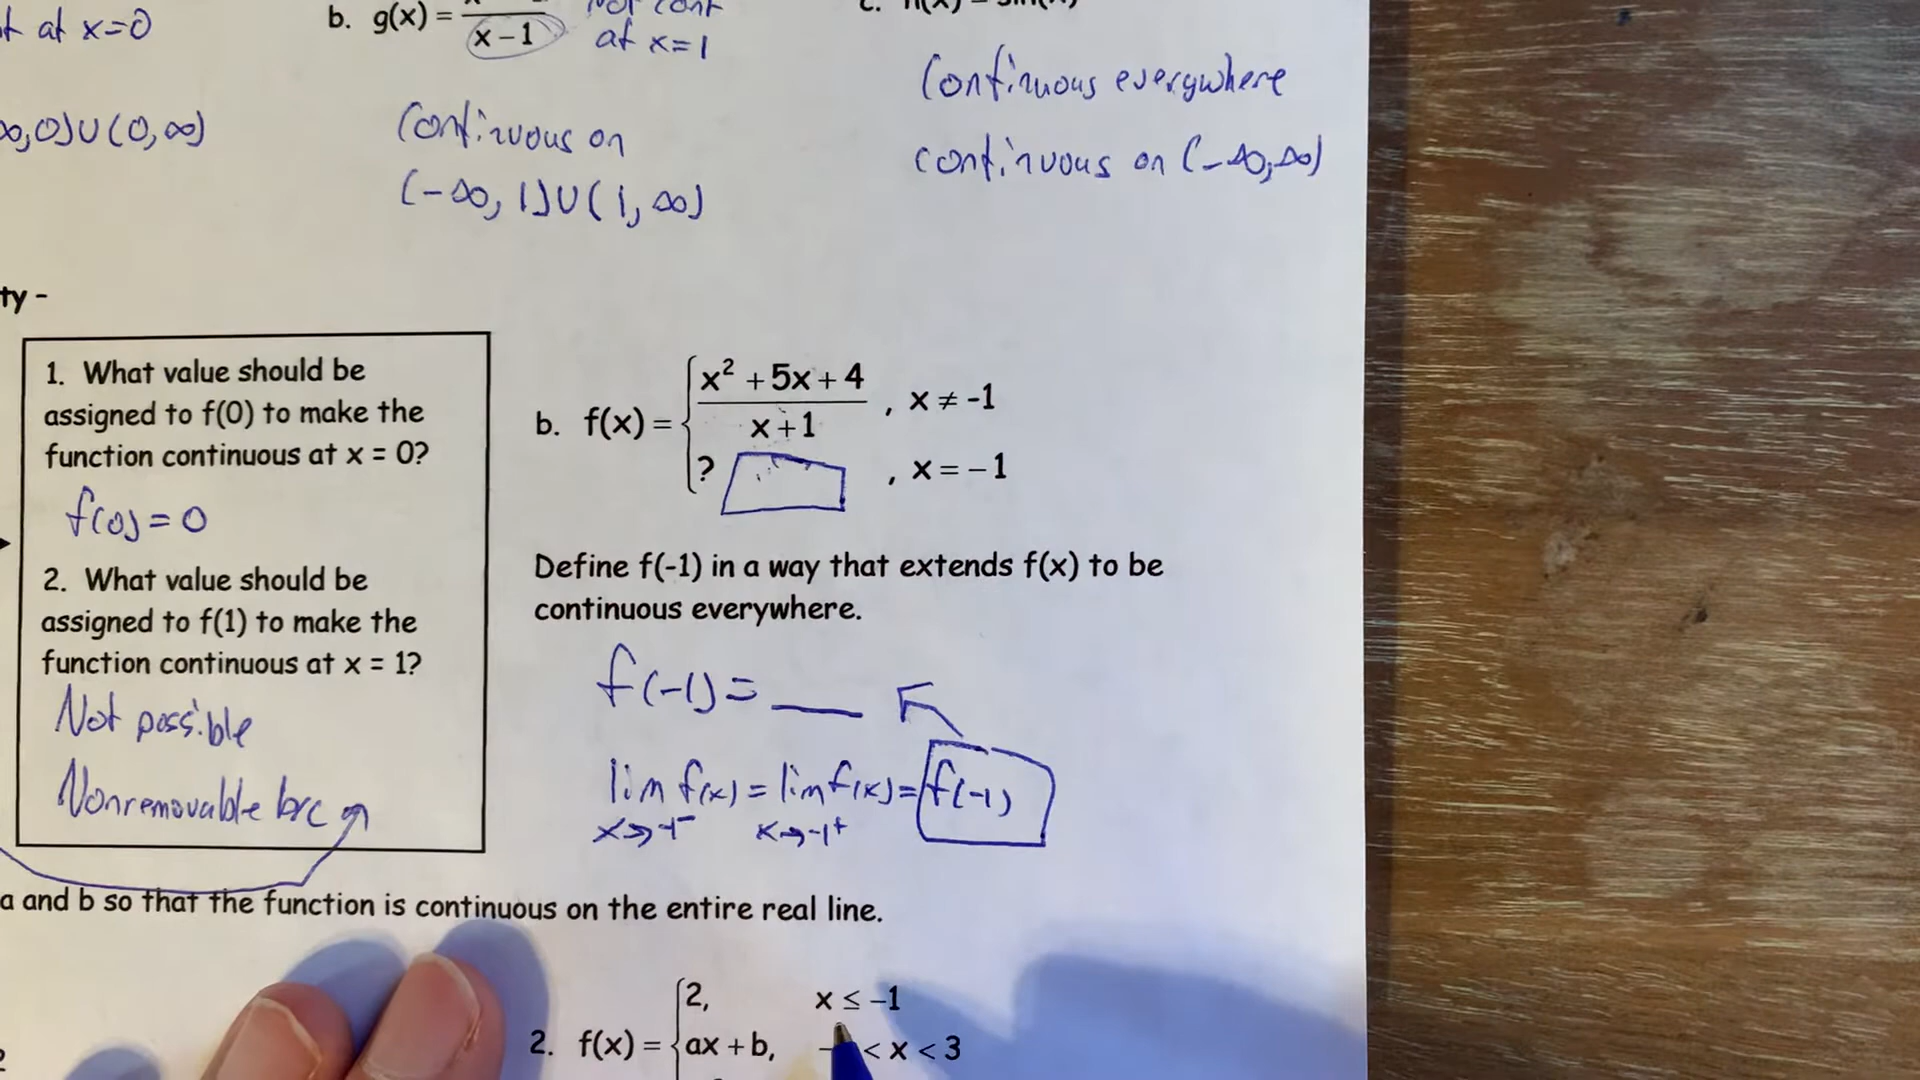 t at x=0
b. g(x) = x - 1
at x=1
Continuous everywhere
∞,0)∪(0,∞)
Continuous on
continuous on (-∞,∞)
(-∞, 1)∪(1, ∞)
ty -
1. What value should be
assigned to f(0) to make the
function continuous at x = 0?
f(0) = 0
2. What value should be
assigned to f(1) to make the
function continuous at x = 1?
Not possible
Nonremovable brc
b. f(x) = { x² + 5x + 4 / x + 1 , x ≠ -1
? , x = -1
Define f(-1) in a way that extends f(x) to be
continuous everywhere.
f(-1) = ___
lim f(x) = lim f(x) = f(-1)
x→-1⁻ x→-1⁺
a and b so that the function is continuous on the entire real line.
2. f(x) = { 2, x ≤ -1
ax + b, < x < 3